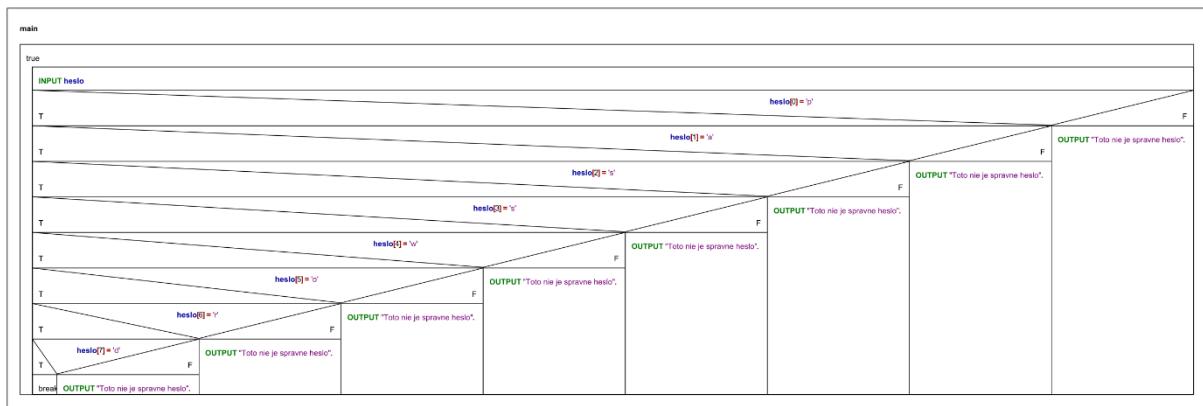 main
true
INPUT heslo
heslo[0] = 'p'
T
F
heslo[1] = 'a'
OUTPUT "Toto nie je spravne heslo".
T
F
heslo[2] = 's'
OUTPUT "Toto nie je spravne heslo".
T
F
heslo[3] = 's'
OUTPUT "Toto nie je spravne heslo".
T
F
heslo[4] = 'w'
OUTPUT "Toto nie je spravne heslo".
T
F
heslo[5] = 'o'
OUTPUT "Toto nie je spravne heslo".
T
F
heslo[6] = 'r'
OUTPUT "Toto nie je spravne heslo".
T
F
heslo[7] = 'd'
OUTPUT "Toto nie je spravne heslo".
T
F
break
OUTPUT "Toto nie je spravne heslo".